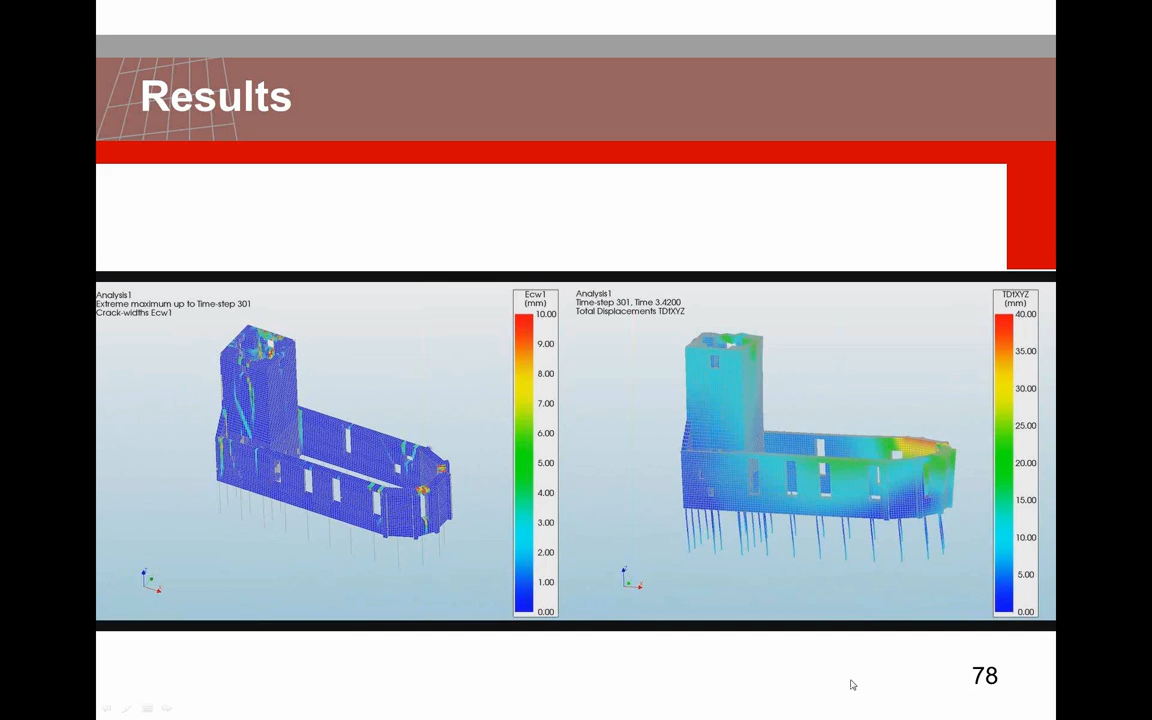 Results
Analysis1
Extreme maximum up to Time-step 301
Crack-widths Ecw1
Ecw1
(mm)
10.00
9.00
8.00
7.00
6.00
5.00
4.00
3.00
2.00
1.00
0.00
Analysis1
Time-step 301, Time 3.4200
Total Displacements TDtXYZ
TDtXYZ
(mm)
40.00
35.00
30.00
25.00
20.00
15.00
10.00
5.00
0.00
78